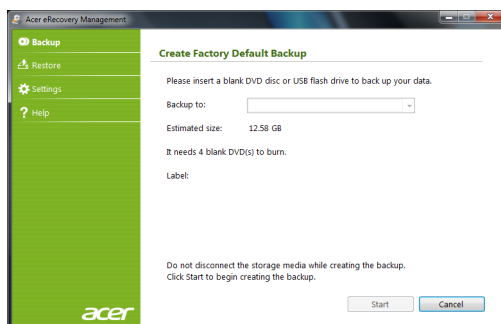 Acer eRecovery Management
Backup
Restore
Settings
? Help
Create Factory Default Backup
Please insert a blank DVD disc or USB flash drive to back up your data.
Backup to:
Estimated size: 12.58 GB
It needs 4 blank DVD(s) to burn.
Label:
Do not disconnect the storage media while creating the backup.
Click Start to begin creating the backup.
Start Cancel
acer